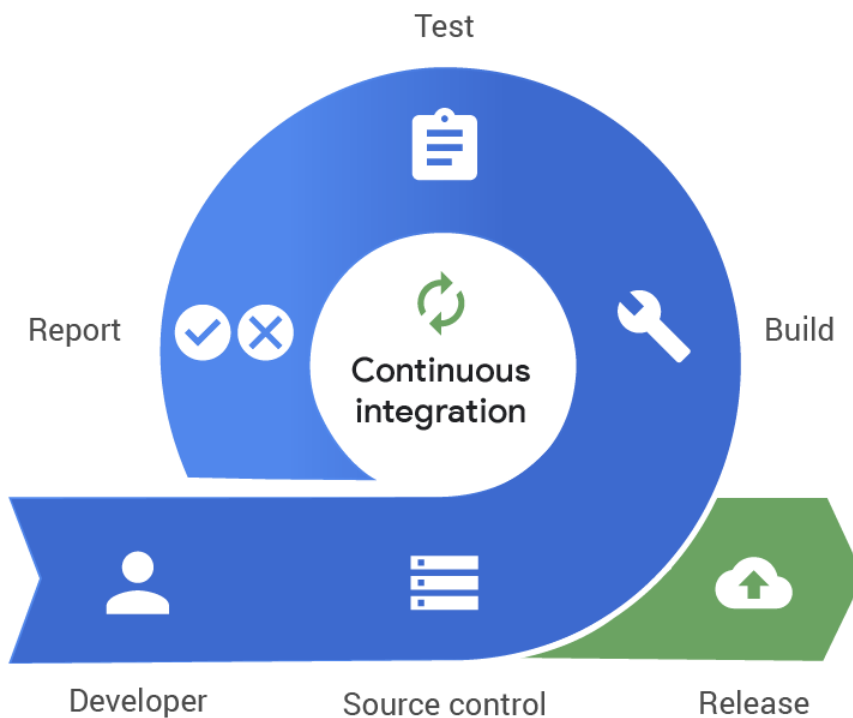 Test
Report
Continuous
integration
Build
Developer
Source control
Release